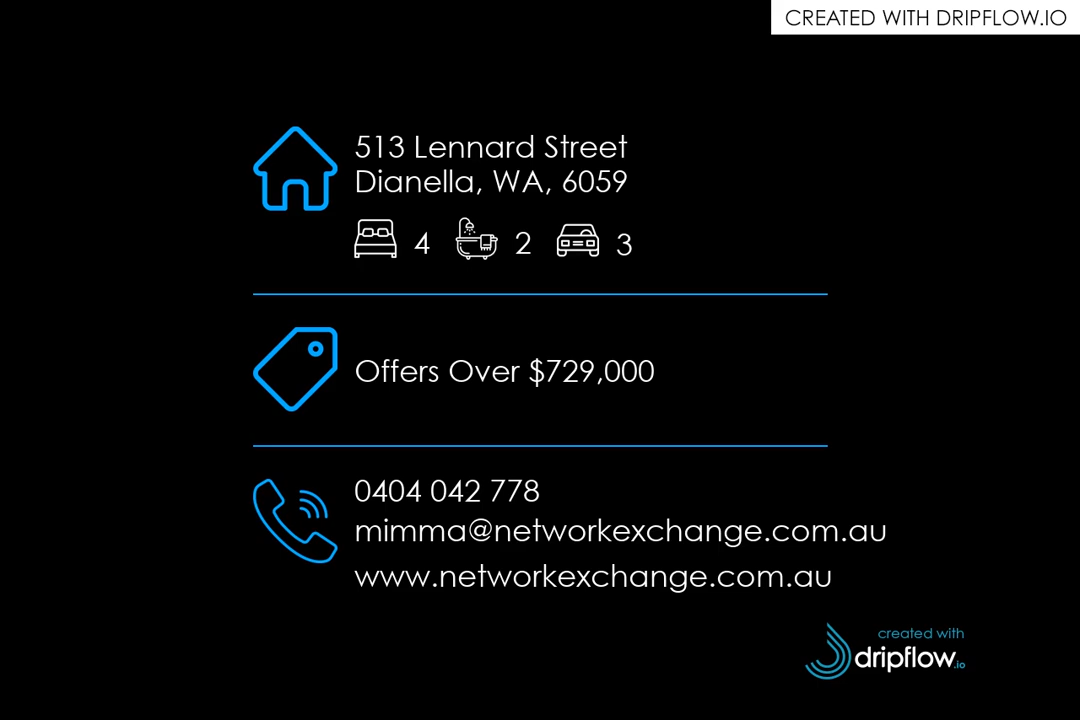 CREATED WITH DRIPFLOW.IO
513 Lennard Street
Dianella, WA, 6059
4 2 3
Offers Over $729,000
0404 042 778
mimma@networkexchange.com.au
www.networkexchange.com.au
created with
dripflow.io